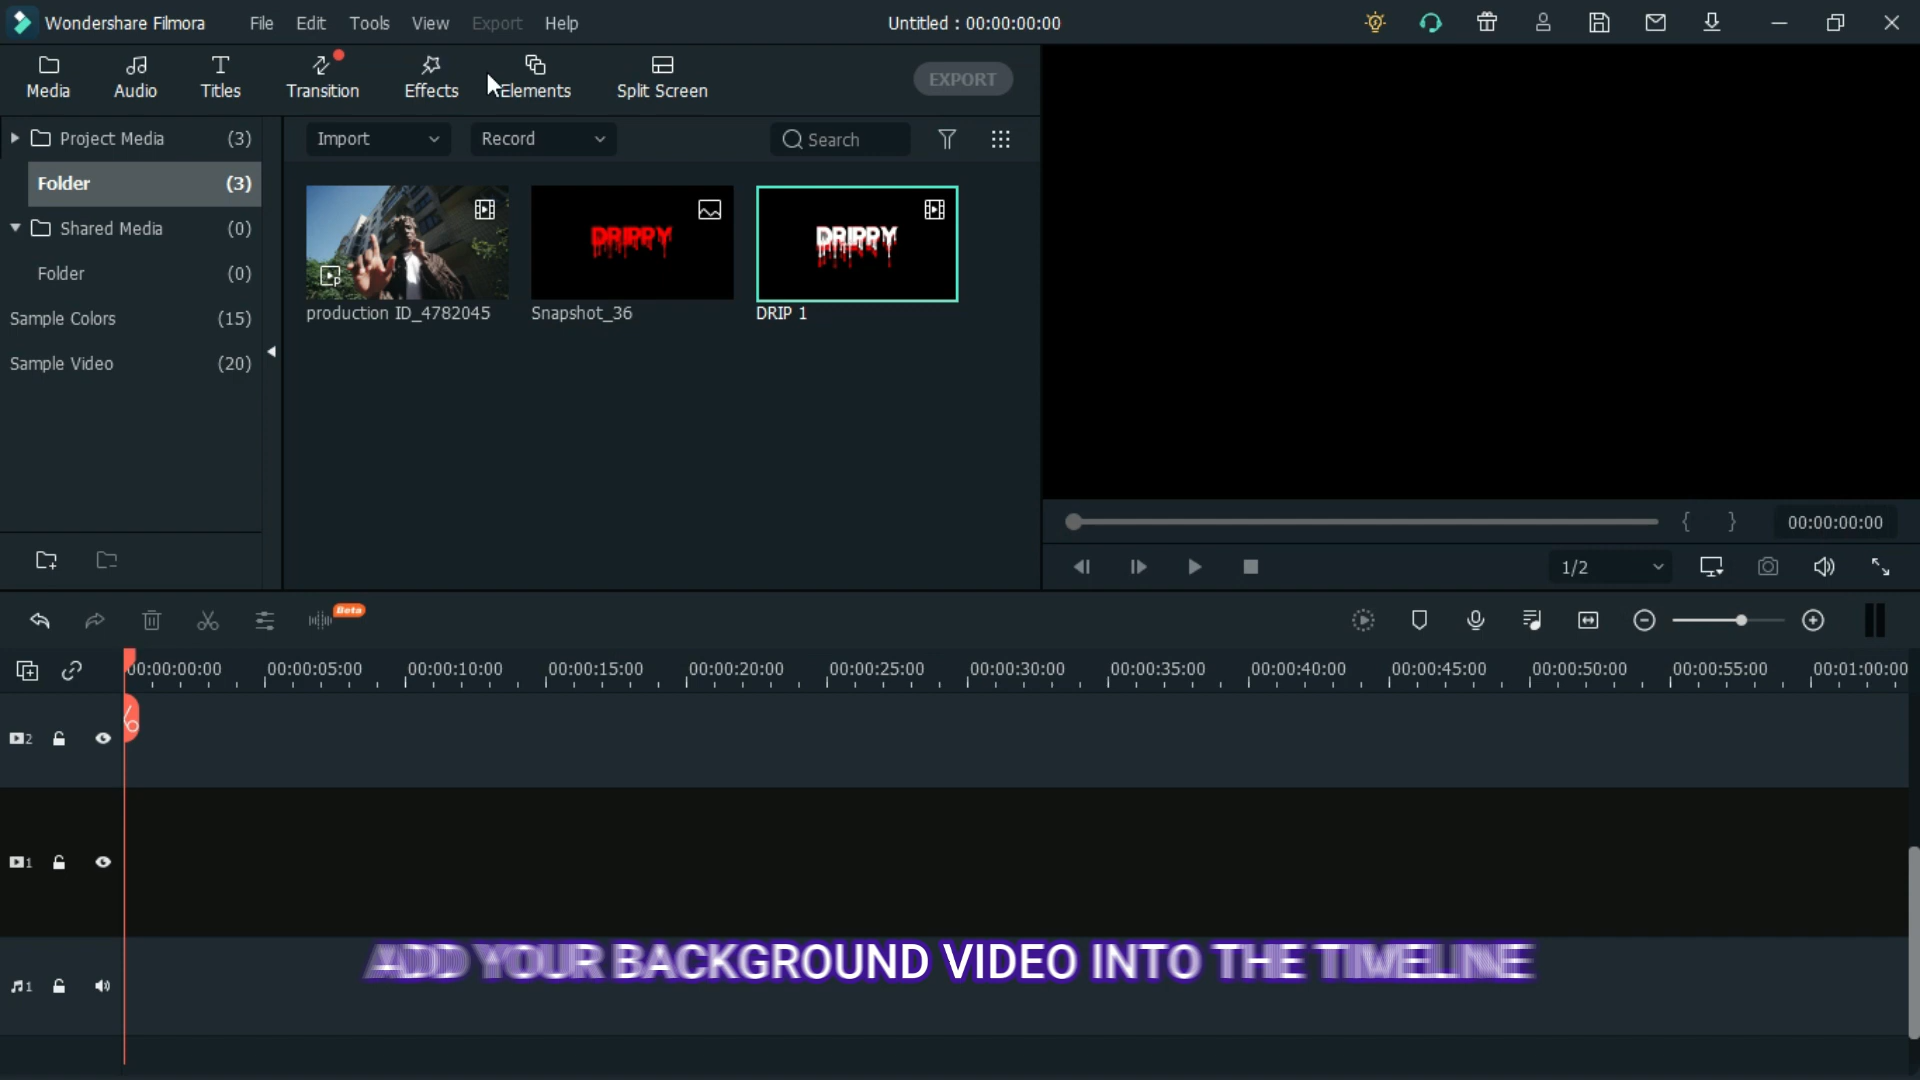 Wondershare Filmora File Edit Tools View Export Help Untitled : 00:00:00:00
Media Audio Titles Transition Effects Elements Split Screen EXPORT
Project Media (3) Import Record Search
Folder (3)
Shared Media (0)
Folder (0)
Sample Colors (15)
Sample Video (20)
DRIPPY DRIPPY
production ID_4782045 Snapshot_36 DRIP 1
{ } 00:00:00:00
1/2
Beta
00:00:00:00 00:00:05:00 00:00:10:00 00:00:15:00 00:00:20:00 00:00:25:00 00:00:30:00 00:00:35:00 00:00:40:00 00:00:45:00 00:00:50:00 00:00:55:00 00:01:00:00
2
1
ADD YOUR BACKGROUND VIDEO INTO THE TIMELINE
1